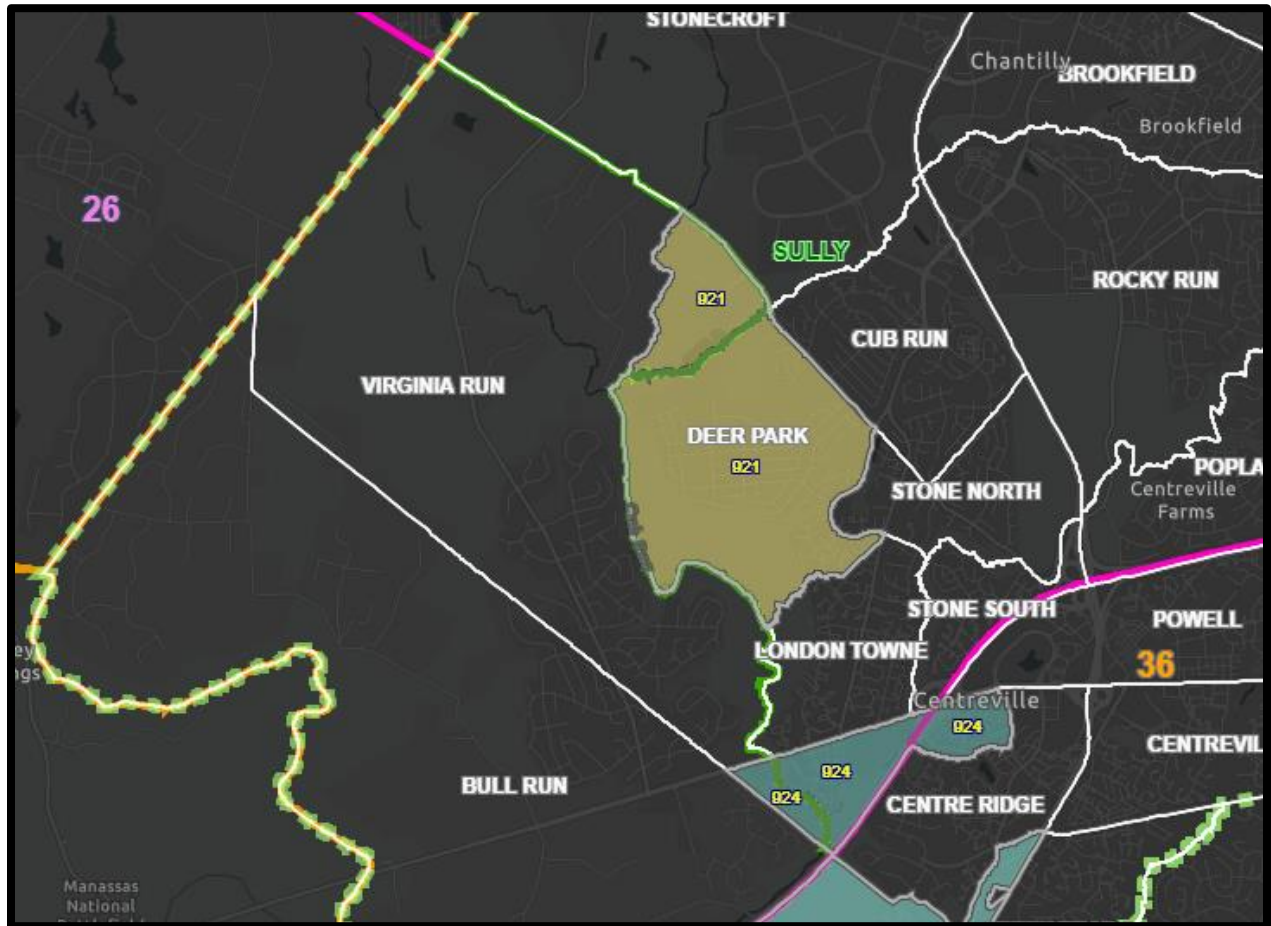 STONECROFT
Chantilly
BROOKFIELD
Brookfield
26
SULLY
ROCKY RUN
921
CUB RUN
VIRGINIA RUN
DEER PARK
921
POPLA
STONE NORTH
Centreville
Farms
STONE SOUTH
POWELL
LONDON TOWNE
36
ey
ngs
Centreville
924
CENTREVIL
924
BULL RUN
924
CENTRE RIDGE
Manassas
National